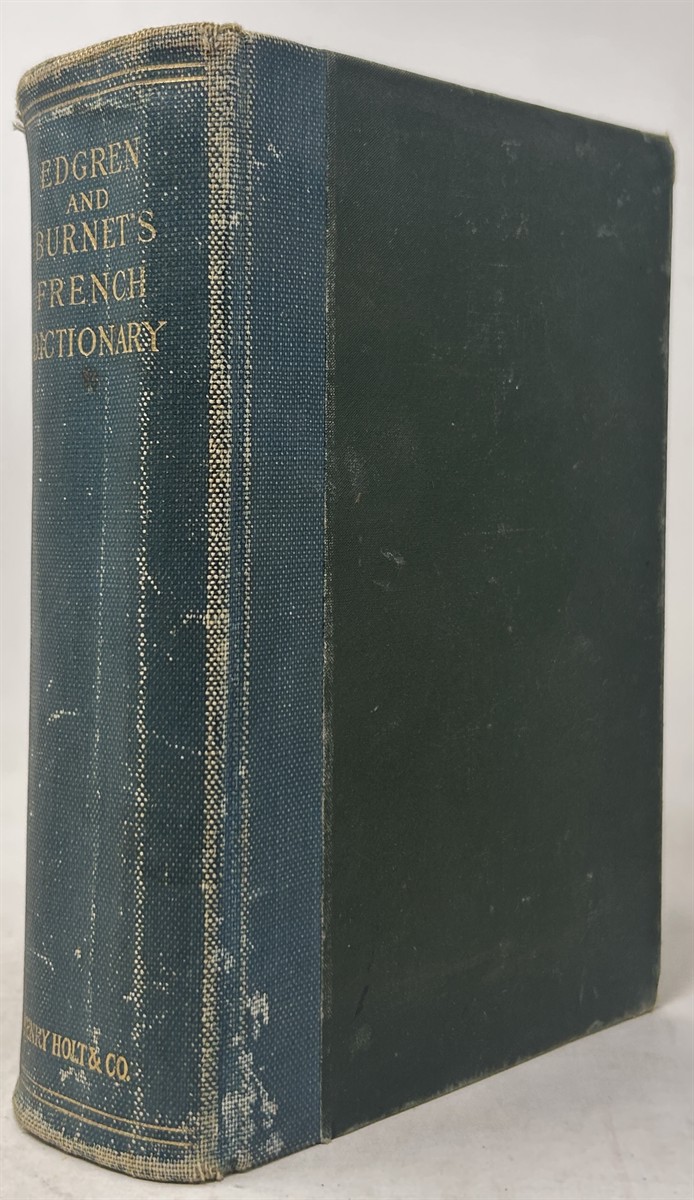 EDGREN
AND
BURNET'S
FRENCH
DICTIONARY
HENRY HOLT & CO.